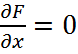 ∂F/∂x = 0